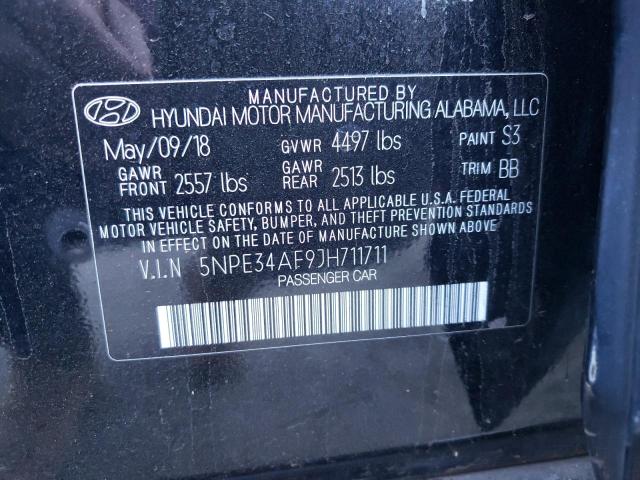 MANUFACTURED BY
HYUNDAI MOTOR MANUFACTURING ALABAMA, LLC
May/09/18 GVWR 4497 lbs PAINT S3
GAWR FRONT 2557 lbs GAWR REAR 2513 lbs TRIM BB
THIS VEHICLE CONFORMS TO ALL APPLICABLE U.S.A. FEDERAL
MOTOR VEHICLE SAFETY, BUMPER, AND THEFT PREVENTION STANDARDS
IN EFFECT ON THE DATE OF MANUFACTURE SHOWN ABOVE.
V.I.N 5NPE34AF9JH711711
PASSENGER CAR